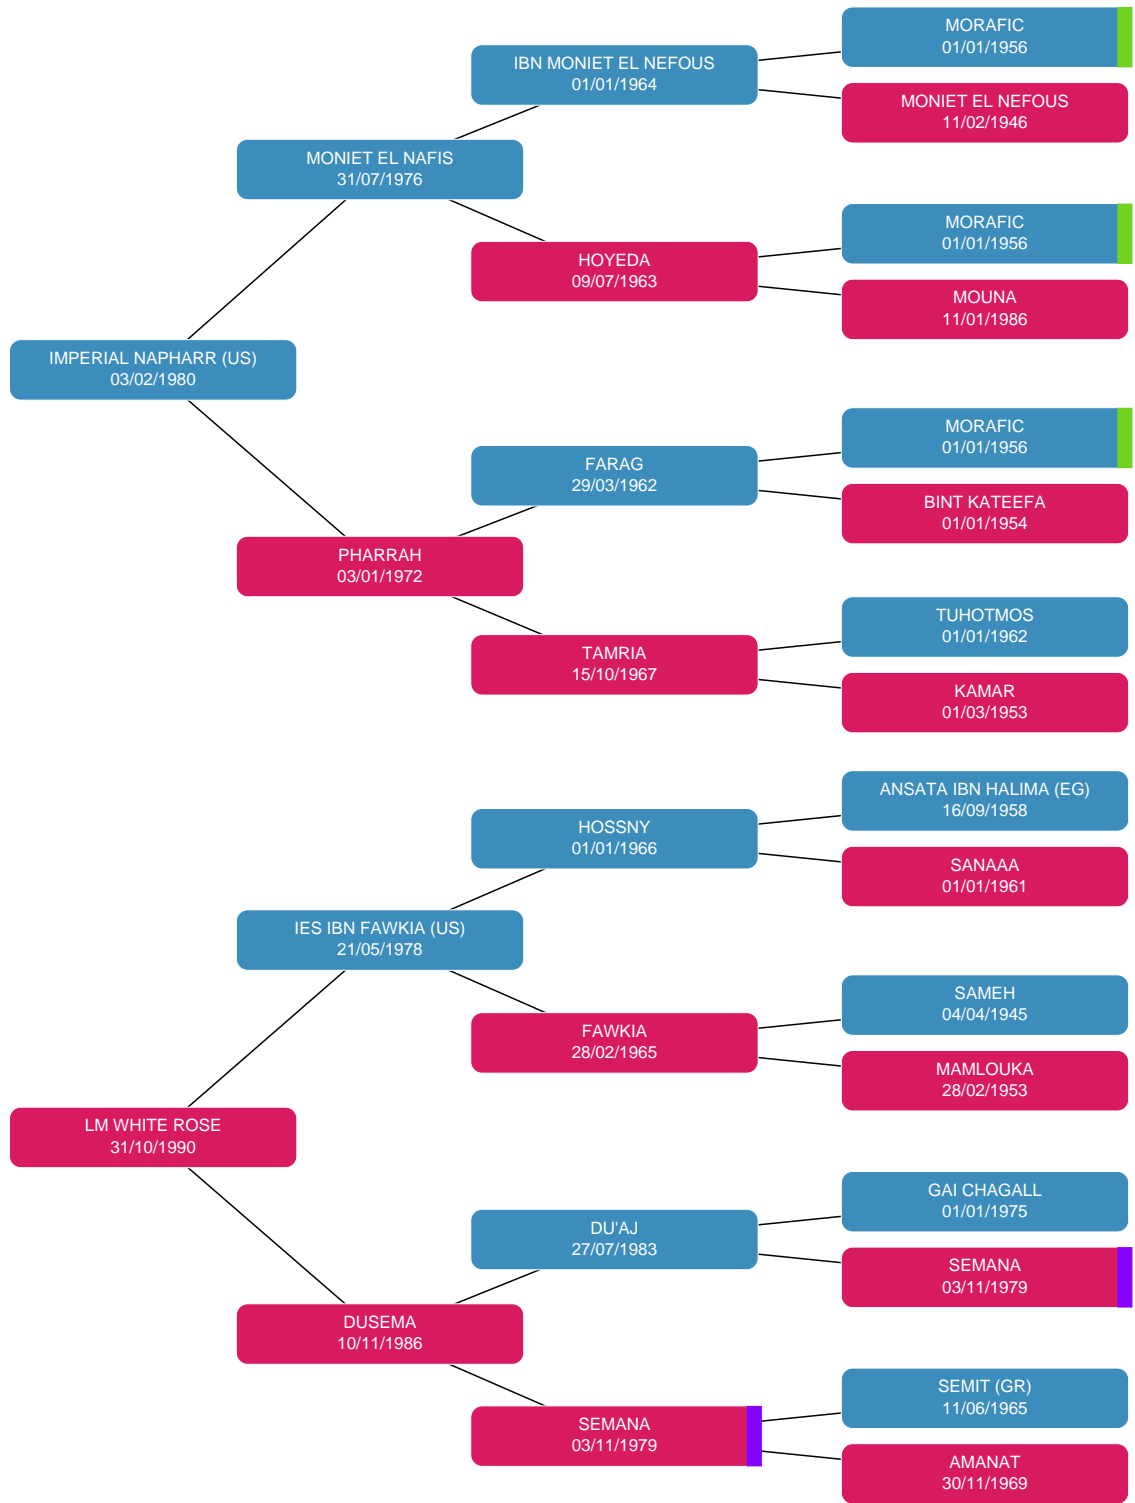 MORAFIC
01/01/1956
IBN MONIET EL NEFOUS
01/01/1964
MONIET EL NEFOUS
11/02/1946
MONIET EL NAFIS
31/07/1976
MORAFIC
01/01/1956
HOYEDA
09/07/1963
MOUNA
11/01/1986
IMPERIAL NAPHARR (US)
03/02/1980
MORAFIC
01/01/1956
FARAG
29/03/1962
BINT KATEEFA
01/01/1954
PHARRAH
03/01/1972
TUHOTMOS
01/01/1962
TAMRIA
15/10/1967
KAMAR
01/03/1953
ANSATA IBN HALIMA (EG)
16/09/1958
HOSSNY
01/01/1966
SANAAA
01/01/1961
IES IBN FAWKIA (US)
21/05/1978
SAMEH
04/04/1945
FAWKIA
28/02/1965
MAMLOUKA
28/02/1953
LM WHITE ROSE
31/10/1990
GAI CHAGALL
01/01/1975
DU'AJ
27/07/1983
SEMANA
03/11/1979
DUSEMA
10/11/1986
SEMIT (GR)
11/06/1965
SEMANA
03/11/1979
AMANAT
30/11/1969